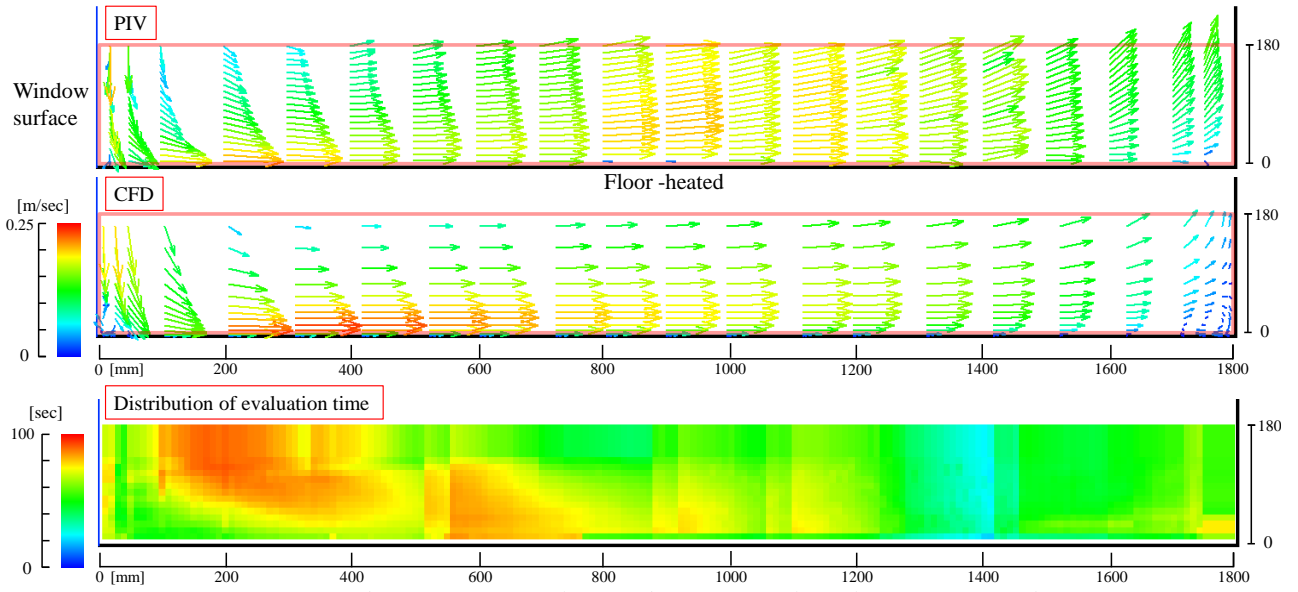 PIV
180
Window
surface
0
Floor -heated
[m/sec]
CFD
0.25
180
0
0
0 [mm] 200 400 600 800 1000 1200 1400 1600 1800
[sec]
Distribution of evaluation time
100
180
0
0
0 [mm] 200 400 600 800 1000 1200 1400 1600 1800